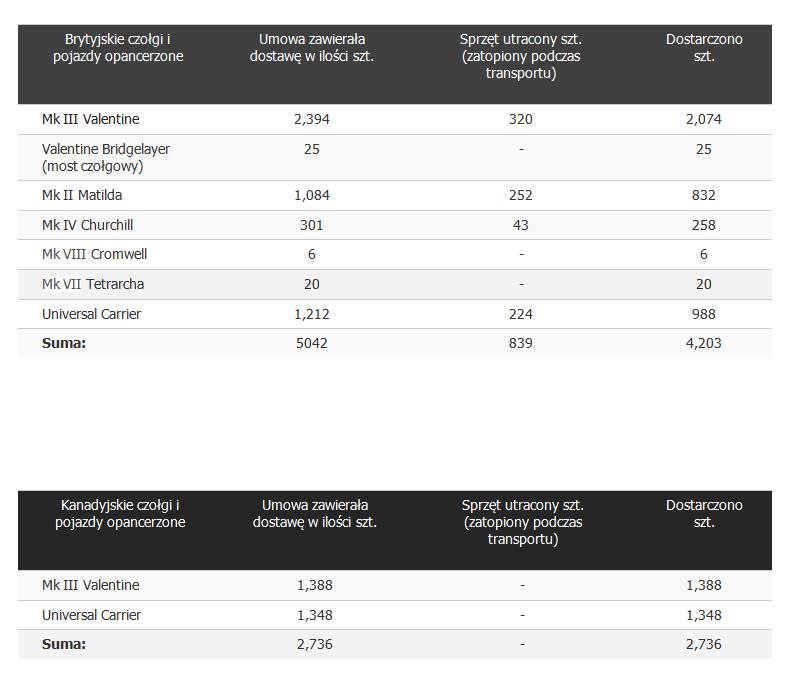 Brytyjskie czołgi i Umowa zawierała Sprzęt utracony szt. Dostarczono
pojazdy opancerzone dostawę w ilości szt. (zatopiony podczas szt.
transportu)
Mk III Valentine 2,394 320 2,074
Valentine Bridgelayer 25 - 25
(most czołgowy)
Mk II Matilda 1,084 252 832
Mk IV Churchill 301 43 258
Mk VIII Cromwell 6 - 6
Mk VII Tetrarcha 20 - 20
Universal Carrier 1,212 224 988
Suma: 5042 839 4,203
Kanadyjskie czołgi i Umowa zawierała Sprzęt utracony szt. Dostarczono
pojazdy opancerzone dostawę w ilości szt. (zatopiony podczas szt.
transportu)
Mk III Valentine 1,388 - 1,388
Universal Carrier 1,348 - 1,348
Suma: 2,736 - 2,736